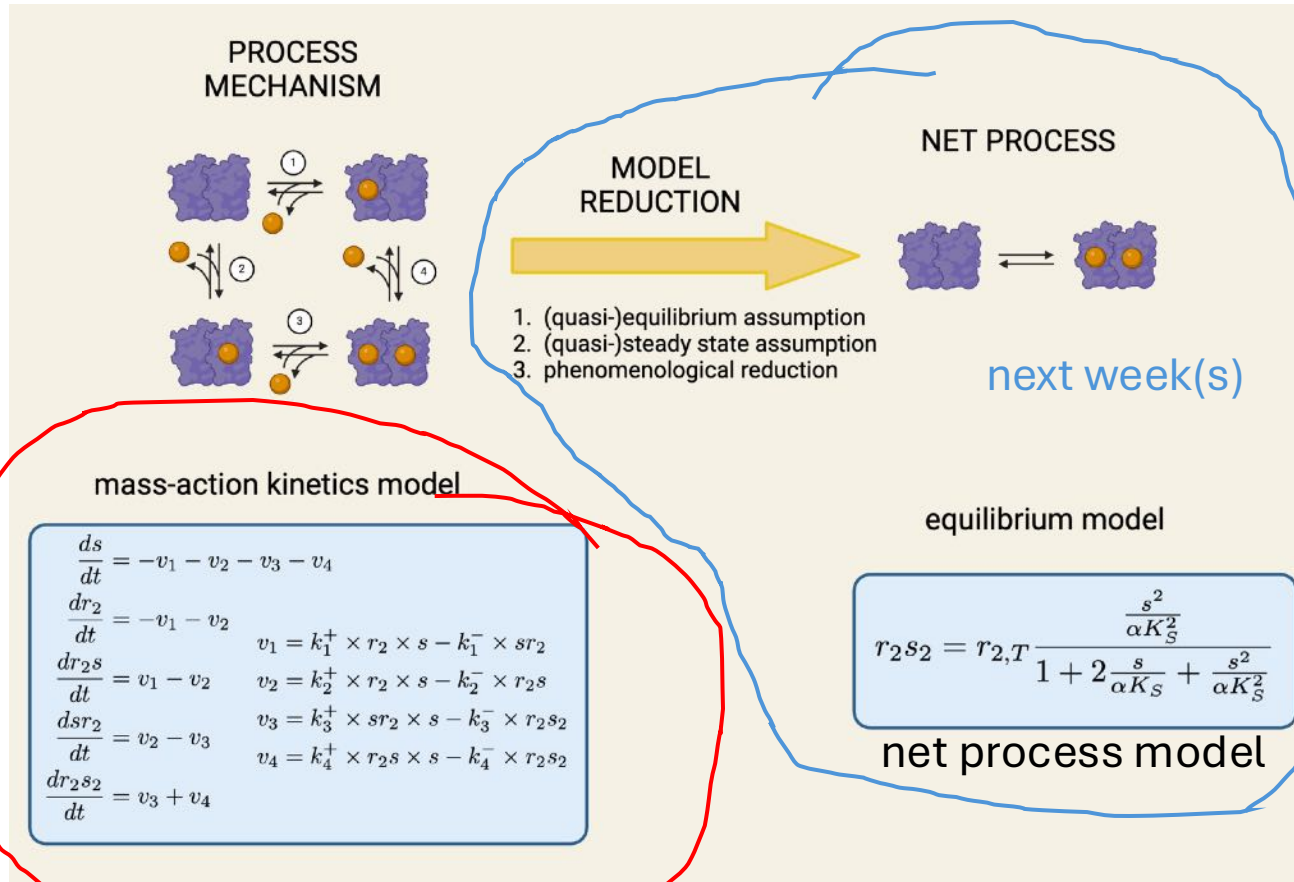 PROCESS
MECHANISM
1
2
4
3
MODEL
REDUCTION
1. (quasi-)equilibrium assumption
2. (quasi-)steady state assumption
3. phenomenological reduction
NET PROCESS
next week(s)
mass-action kinetics model
ds/dt = −v₁ − v₂ − v₃ − v₄
dr₂/dt = −v₁ − v₂
dr₂s/dt = v₁ − v₂
dsr₂/dt = v₂ − v₃
dr₂s₂/dt = v₃ + v₄
v₁ = k₁⁺ × r₂ × s − k₁⁻ × sr₂
v₂ = k₂⁺ × r₂ × s − k₂⁻ × r₂s
v₃ = k₃⁺ × sr₂ × s − k₃⁻ × r₂s₂
v₄ = k₄⁺ × r₂s × s − k₄⁻ × r₂s₂
equilibrium model
r₂s₂ = r₂,T (s²/(αK_S²)) / (1 + 2 s/(αK_S) + s²/(αK_S²))
net process model